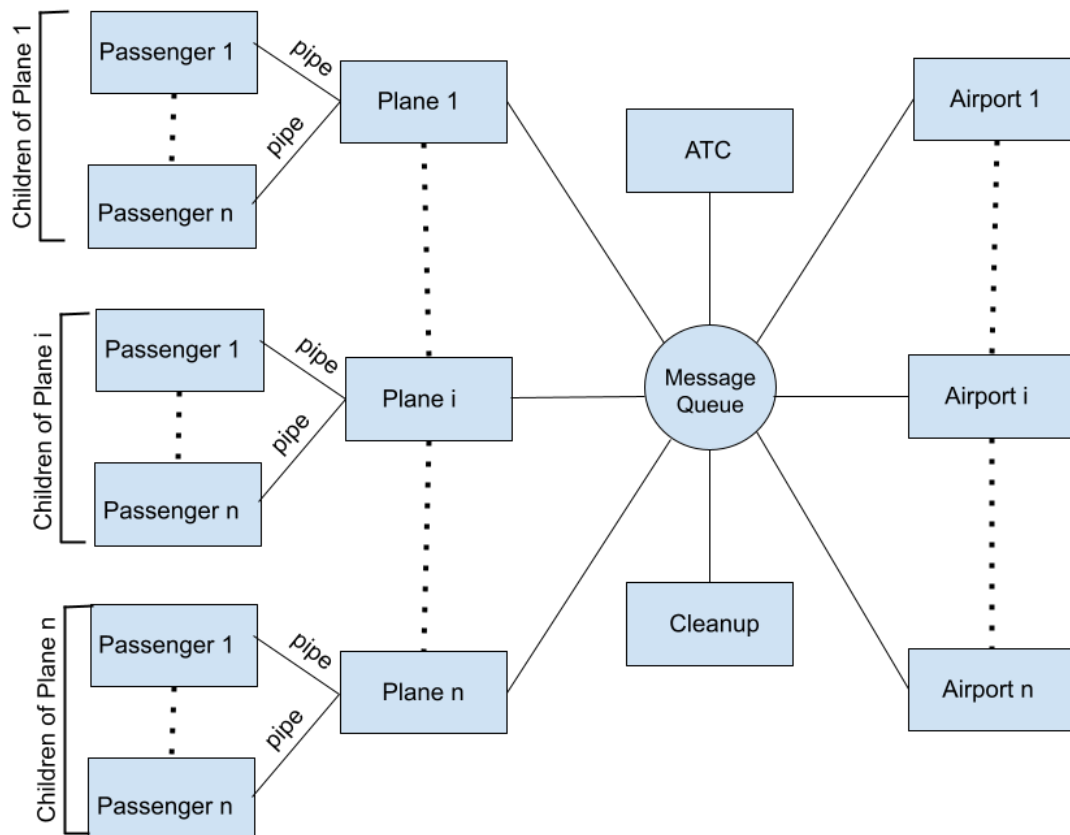 Children of Plane 1
Passenger 1
pipe
Plane 1
pipe
Passenger n
ATC
Airport 1
Children of Plane i
Passenger 1
pipe
Plane i
pipe
Passenger n
Message
Queue
Airport i
Children of Plane n
Passenger 1
pipe
Plane n
pipe
Passenger n
Cleanup
Airport n